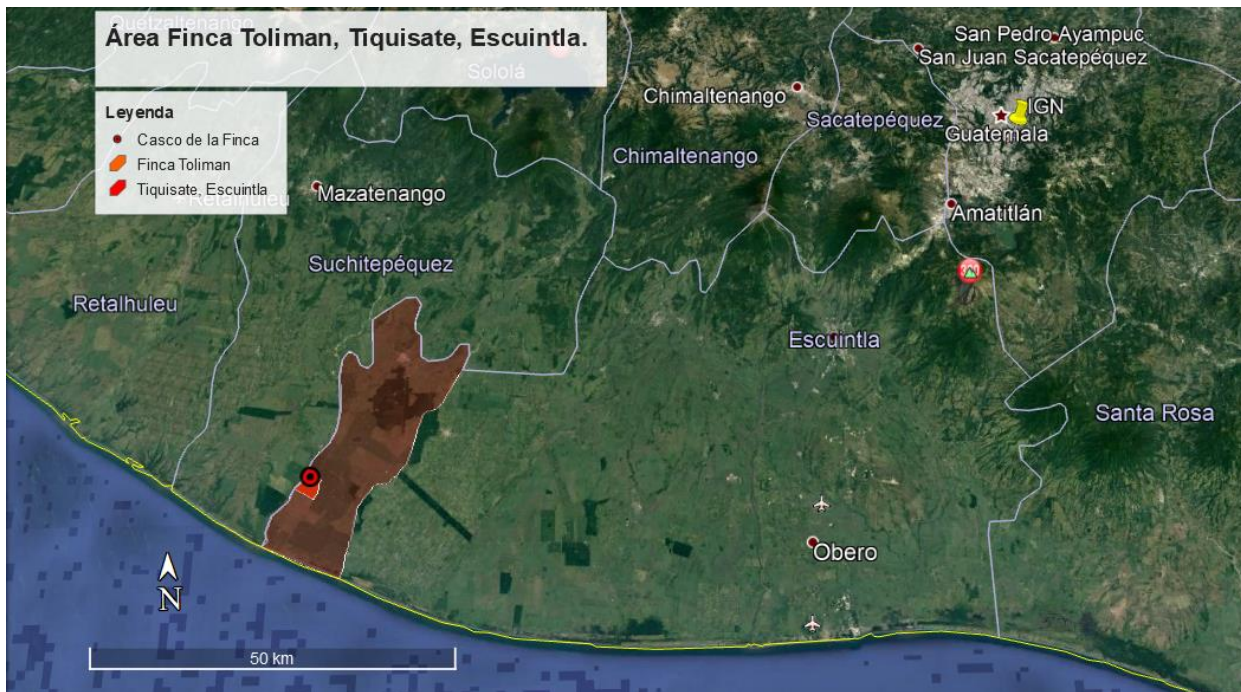 Quetzaltenango
Área Finca Toliman, Tiquisate, Escuintla.
Sololá
San Pedro Ayampuc
San Juan Sacatepéquez
Chimaltenango
Sacatepéquez
IGN
Guatemala
Chimaltenango
Leyenda
Casco de la Finca
Finca Toliman
Tiquisate, Escuintla
Retalhuleu
Mazatenango
Amatitlán
Suchitepéquez
Retalhuleu
Escuintla
Santa Rosa
Obero
N
50 km